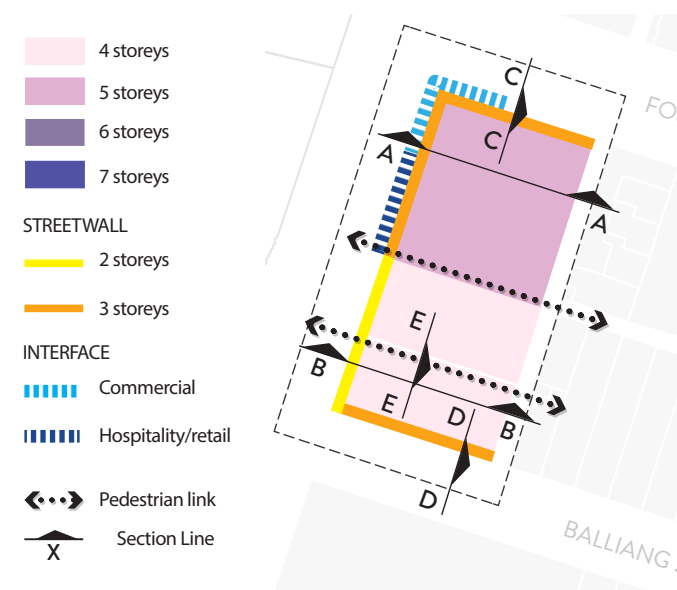 4 storeys
5 storeys
6 storeys
7 storeys
STREETWALL
2 storeys
3 storeys
INTERFACE
Commercial
Hospitality/retail
Pedestrian link
X
Section Line
C
C
A
A
E
E
B
B
D
D
FO
BALLIANG